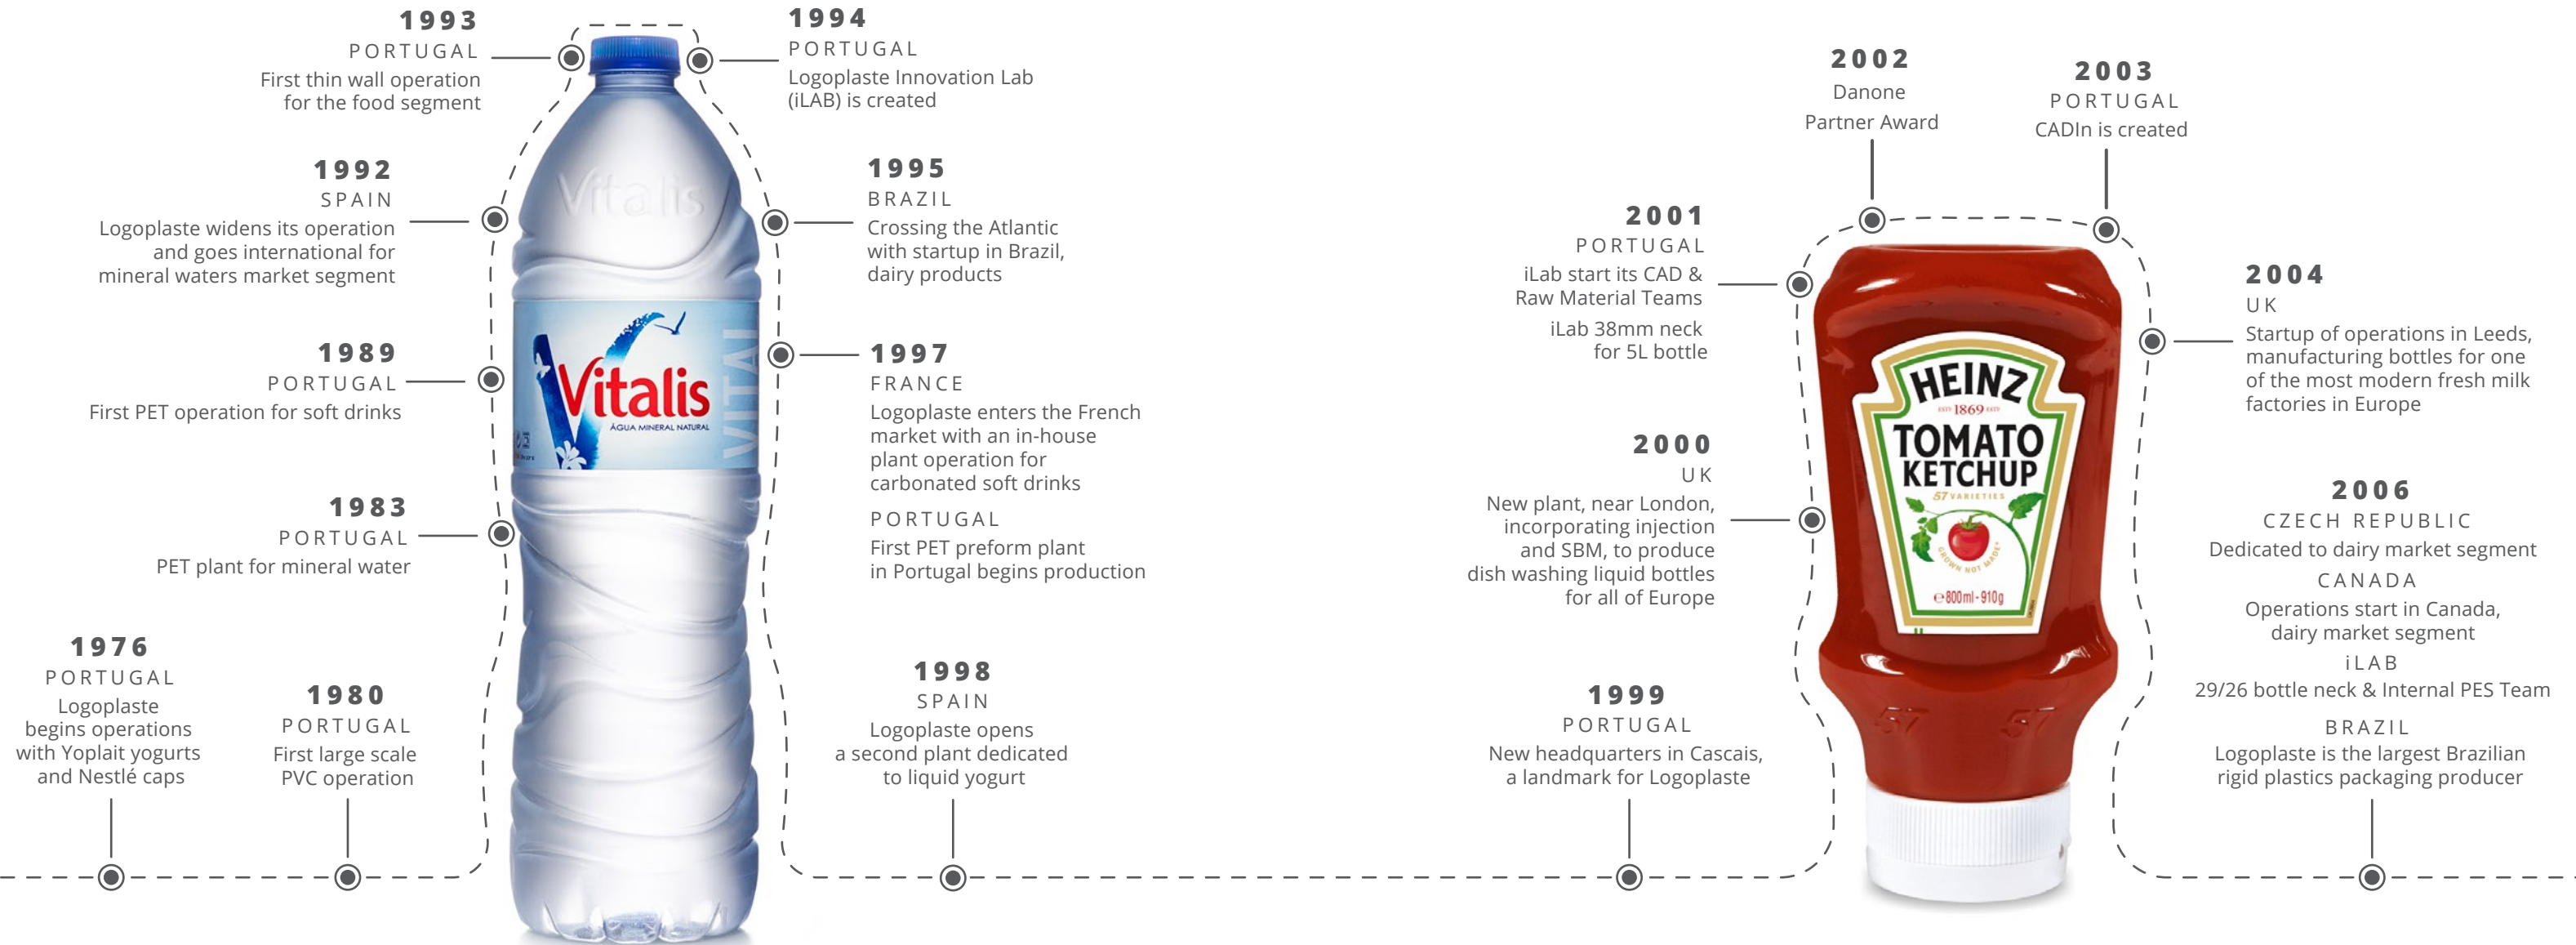 1976
PORTUGAL
Logoplaste
begins operations
with Yoplait yogurts
and Nestlé caps
1980
PORTUGAL
First large scale
PVC operation
1983
PORTUGAL
PET plant for mineral water
1989
PORTUGAL
First PET operation for soft drinks
1992
SPAIN
Logoplaste widens its operation
and goes international for
mineral waters market segment
1993
PORTUGAL
First thin wall operation
for the food segment
1994
PORTUGAL
Logoplaste Innovation Lab
(iLAB) is created
1995
BRAZIL
Crossing the Atlantic
with startup in Brazil,
dairy products
1997
FRANCE
Logoplaste enters the French
market with an in-house
plant operation for
carbonated soft drinks
PORTUGAL
First PET preform plant
in Portugal begins production
1998
SPAIN
Logoplaste opens
a second plant dedicated
to liquid yogurt
Vitalis
Vitalis
ÁGUA MINERAL NATURAL
VITAL
1999
PORTUGAL
New headquarters in Cascais,
a landmark for Logoplaste
2000
UK
New plant, near London,
incorporating injection
and SBM, to produce
dish washing liquid bottles
for all of Europe
2001
PORTUGAL
iLab start its CAD &
Raw Material Teams
iLab 38mm neck
for 5L bottle
2002
Danone
Partner Award
2003
PORTUGAL
CADIn is created
2004
UK
Startup of operations in Leeds,
manufacturing bottles for one
of the most modern fresh milk
factories in Europe
2006
CZECH REPUBLIC
Dedicated to dairy market segment
CANADA
Operations start in Canada,
dairy market segment
iLAB
29/26 bottle neck & Internal PES Team
BRAZIL
Logoplaste is the largest Brazilian
rigid plastics packaging producer
HEINZ
ESTD 1869 ESTD
TOMATO
KETCHUP
57 VARIETIES
GROWN NOT MADE
e 800ml - 910g
57 57